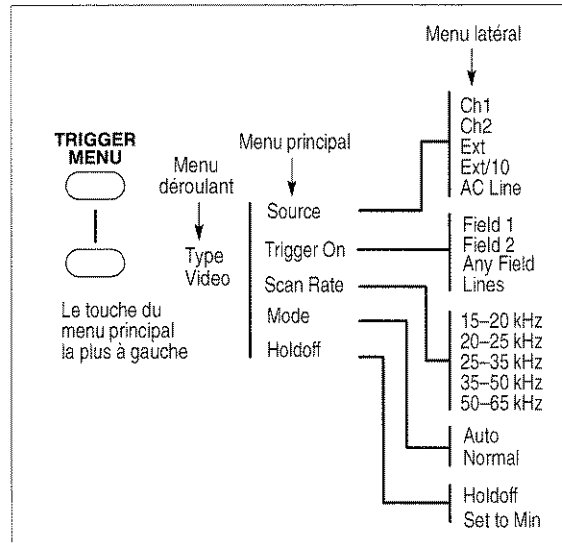 Menu latéral
TRIGGER
MENU
Menu
déroulant
Menu principal
Type
Video
Le touche du
menu principal
la plus à gauche
Source
Trigger On
Scan Rate
Mode
Holdoff
Ch1
Ch2
Ext
Ext/10
AC Line
Field 1
Field 2
Any Field
Lines
15–20 kHz
20–25 kHz
25–35 kHz
35–50 kHz
50–65 kHz
Auto
Normal
Holdoff
Set to Min